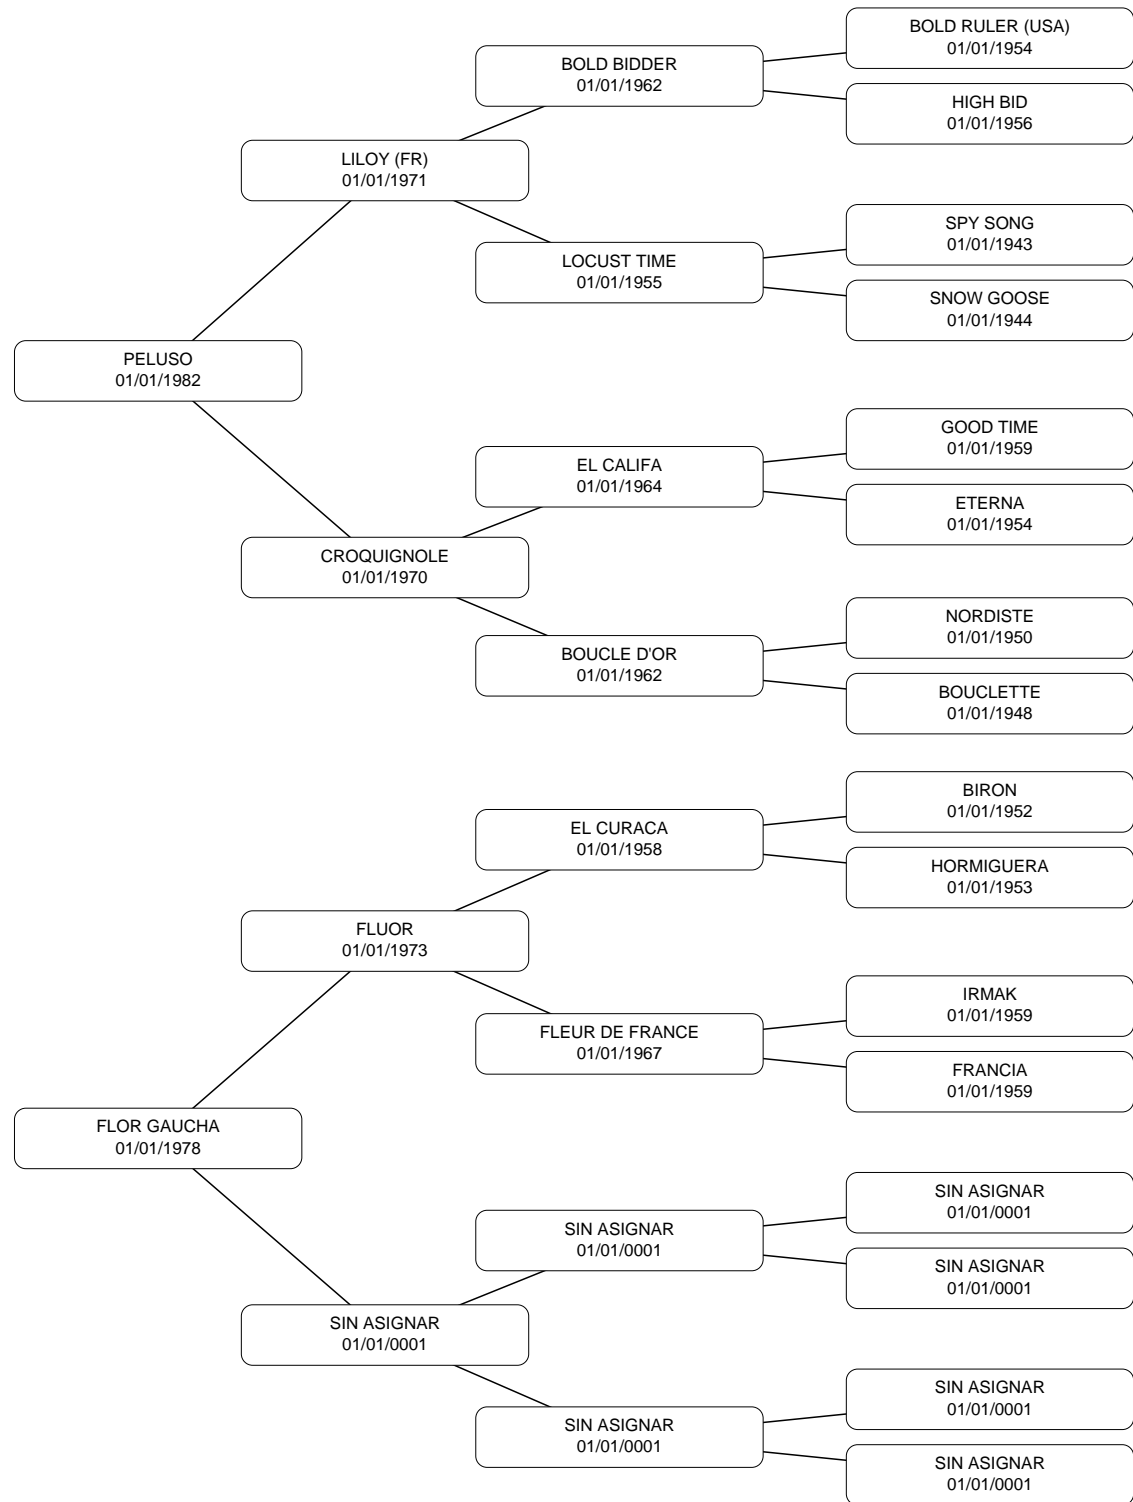 BOLD RULER (USA)
01/01/1954
BOLD BIDDER
01/01/1962
HIGH BID
01/01/1956
LILOY (FR)
01/01/1971
SPY SONG
01/01/1943
LOCUST TIME
01/01/1955
SNOW GOOSE
01/01/1944
PELUSO
01/01/1982
GOOD TIME
01/01/1959
EL CALIFA
01/01/1964
ETERNA
01/01/1954
CROQUIGNOLE
01/01/1970
NORDISTE
01/01/1950
BOUCLE D'OR
01/01/1962
BOUCLETTE
01/01/1948
BIRON
01/01/1952
EL CURACA
01/01/1958
HORMIGUERA
01/01/1953
FLUOR
01/01/1973
IRMAK
01/01/1959
FLEUR DE FRANCE
01/01/1967
FRANCIA
01/01/1959
FLOR GAUCHA
01/01/1978
SIN ASIGNAR
01/01/0001
SIN ASIGNAR
01/01/0001
SIN ASIGNAR
01/01/0001
SIN ASIGNAR
01/01/0001
SIN ASIGNAR
01/01/0001
SIN ASIGNAR
01/01/0001
SIN ASIGNAR
01/01/0001